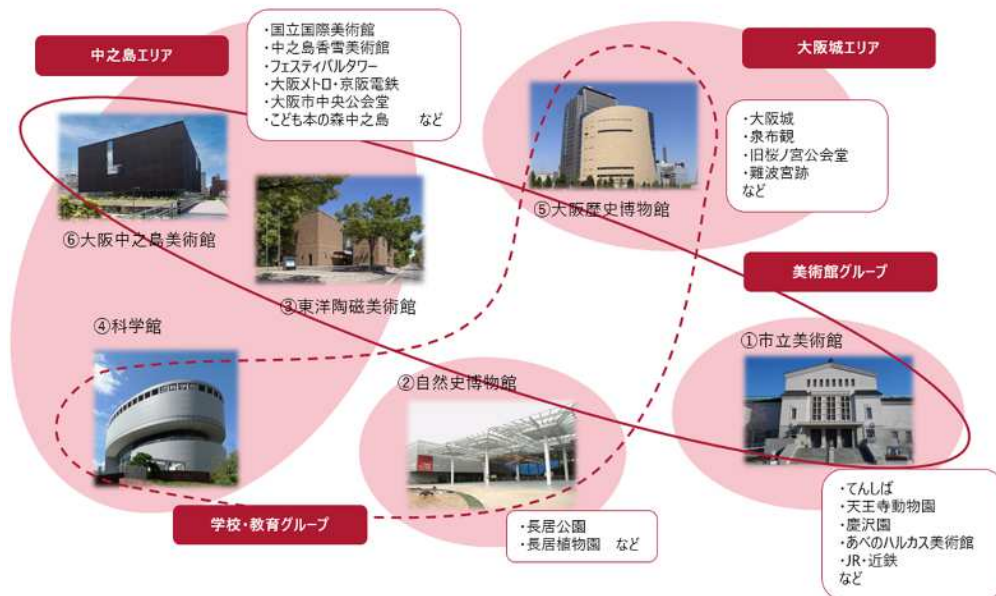 中之島エリア
・国立国際美術館
・中之島香雪美術館
・フェスティバルタワー
・大阪メトロ・京阪電鉄
・大阪市中央公会堂
・こども本の森中之島　など
大阪城エリア
・大阪城
・泉布観
・旧桜ノ宮公会堂
・難波宮跡
など
⑤大阪歴史博物館
⑥大阪中之島美術館
③東洋陶磁美術館
美術館グループ
④科学館
①市立美術館
②自然史博物館
学校・教育グループ
・長居公園
・長居植物園　など
・てんしば
・天王寺動物園
・慶沢園
・あべのハルカス美術館
・JR・近鉄
など